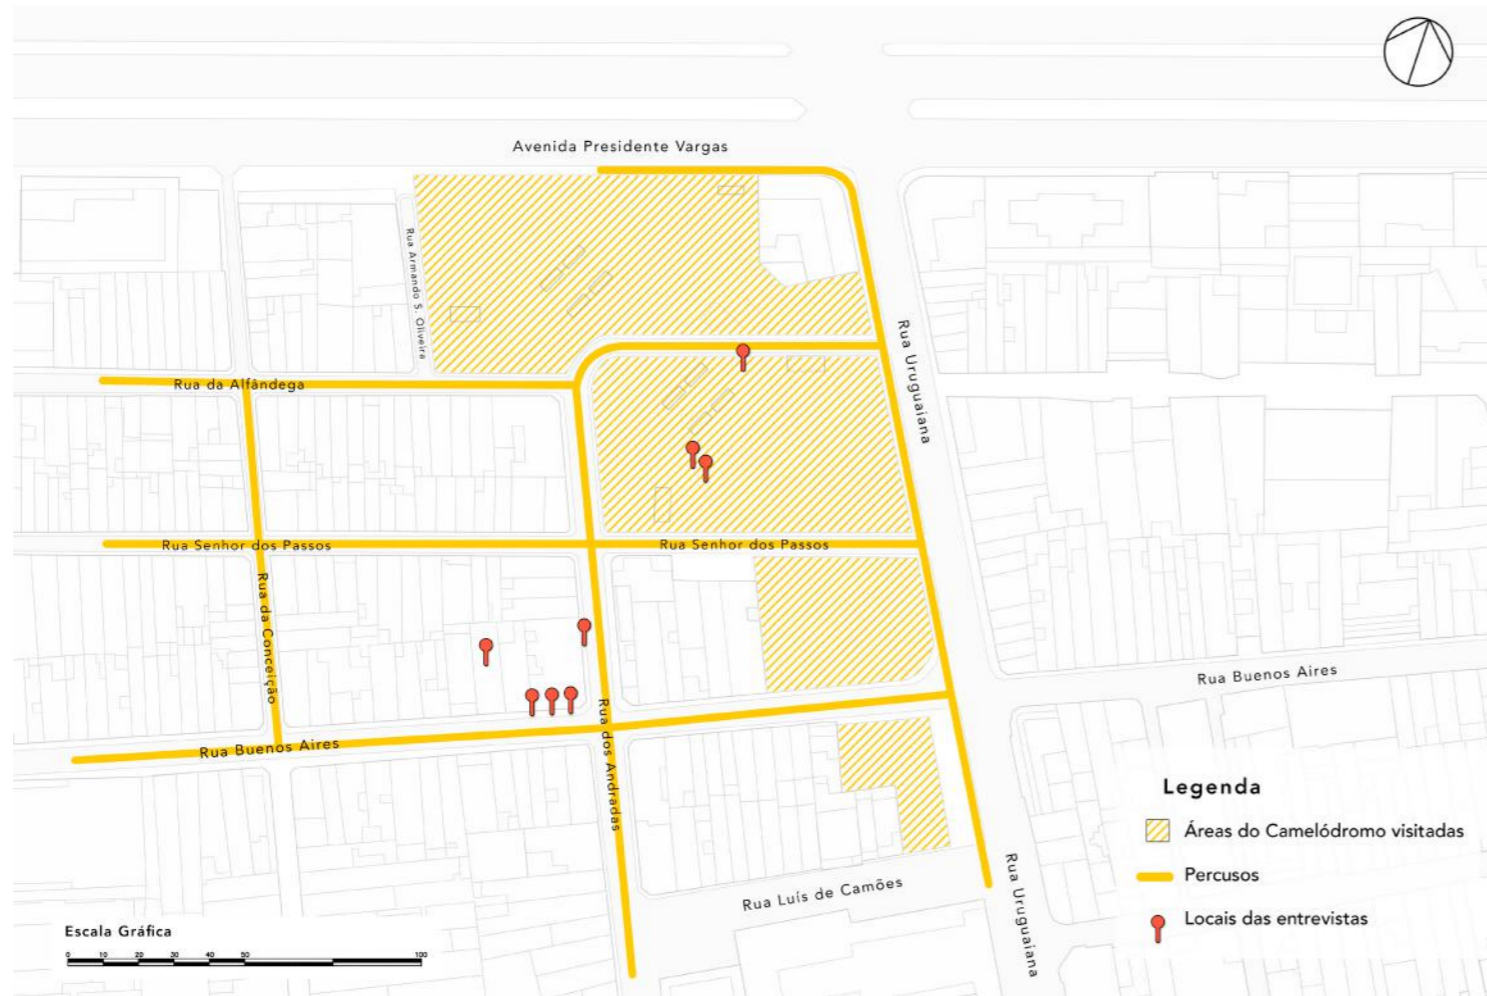 Avenida Presidente Vargas
Rua Armando S. Oliveira
Rua Uruguaiana
Rua da Alfândega
Rua Senhor dos Passos
Rua Senhor dos Passos
Rua da Conceição
Rua Buenos Aires
Rua Buenos Aires
Rua dos Andradas
Rua Luís de Camões
Rua Uruguaiana
Legenda
Áreas do Camelódromo visitadas
Percusos
Locais das entrevistas
Escala Gráfica
0 10 20 30 40 50 100